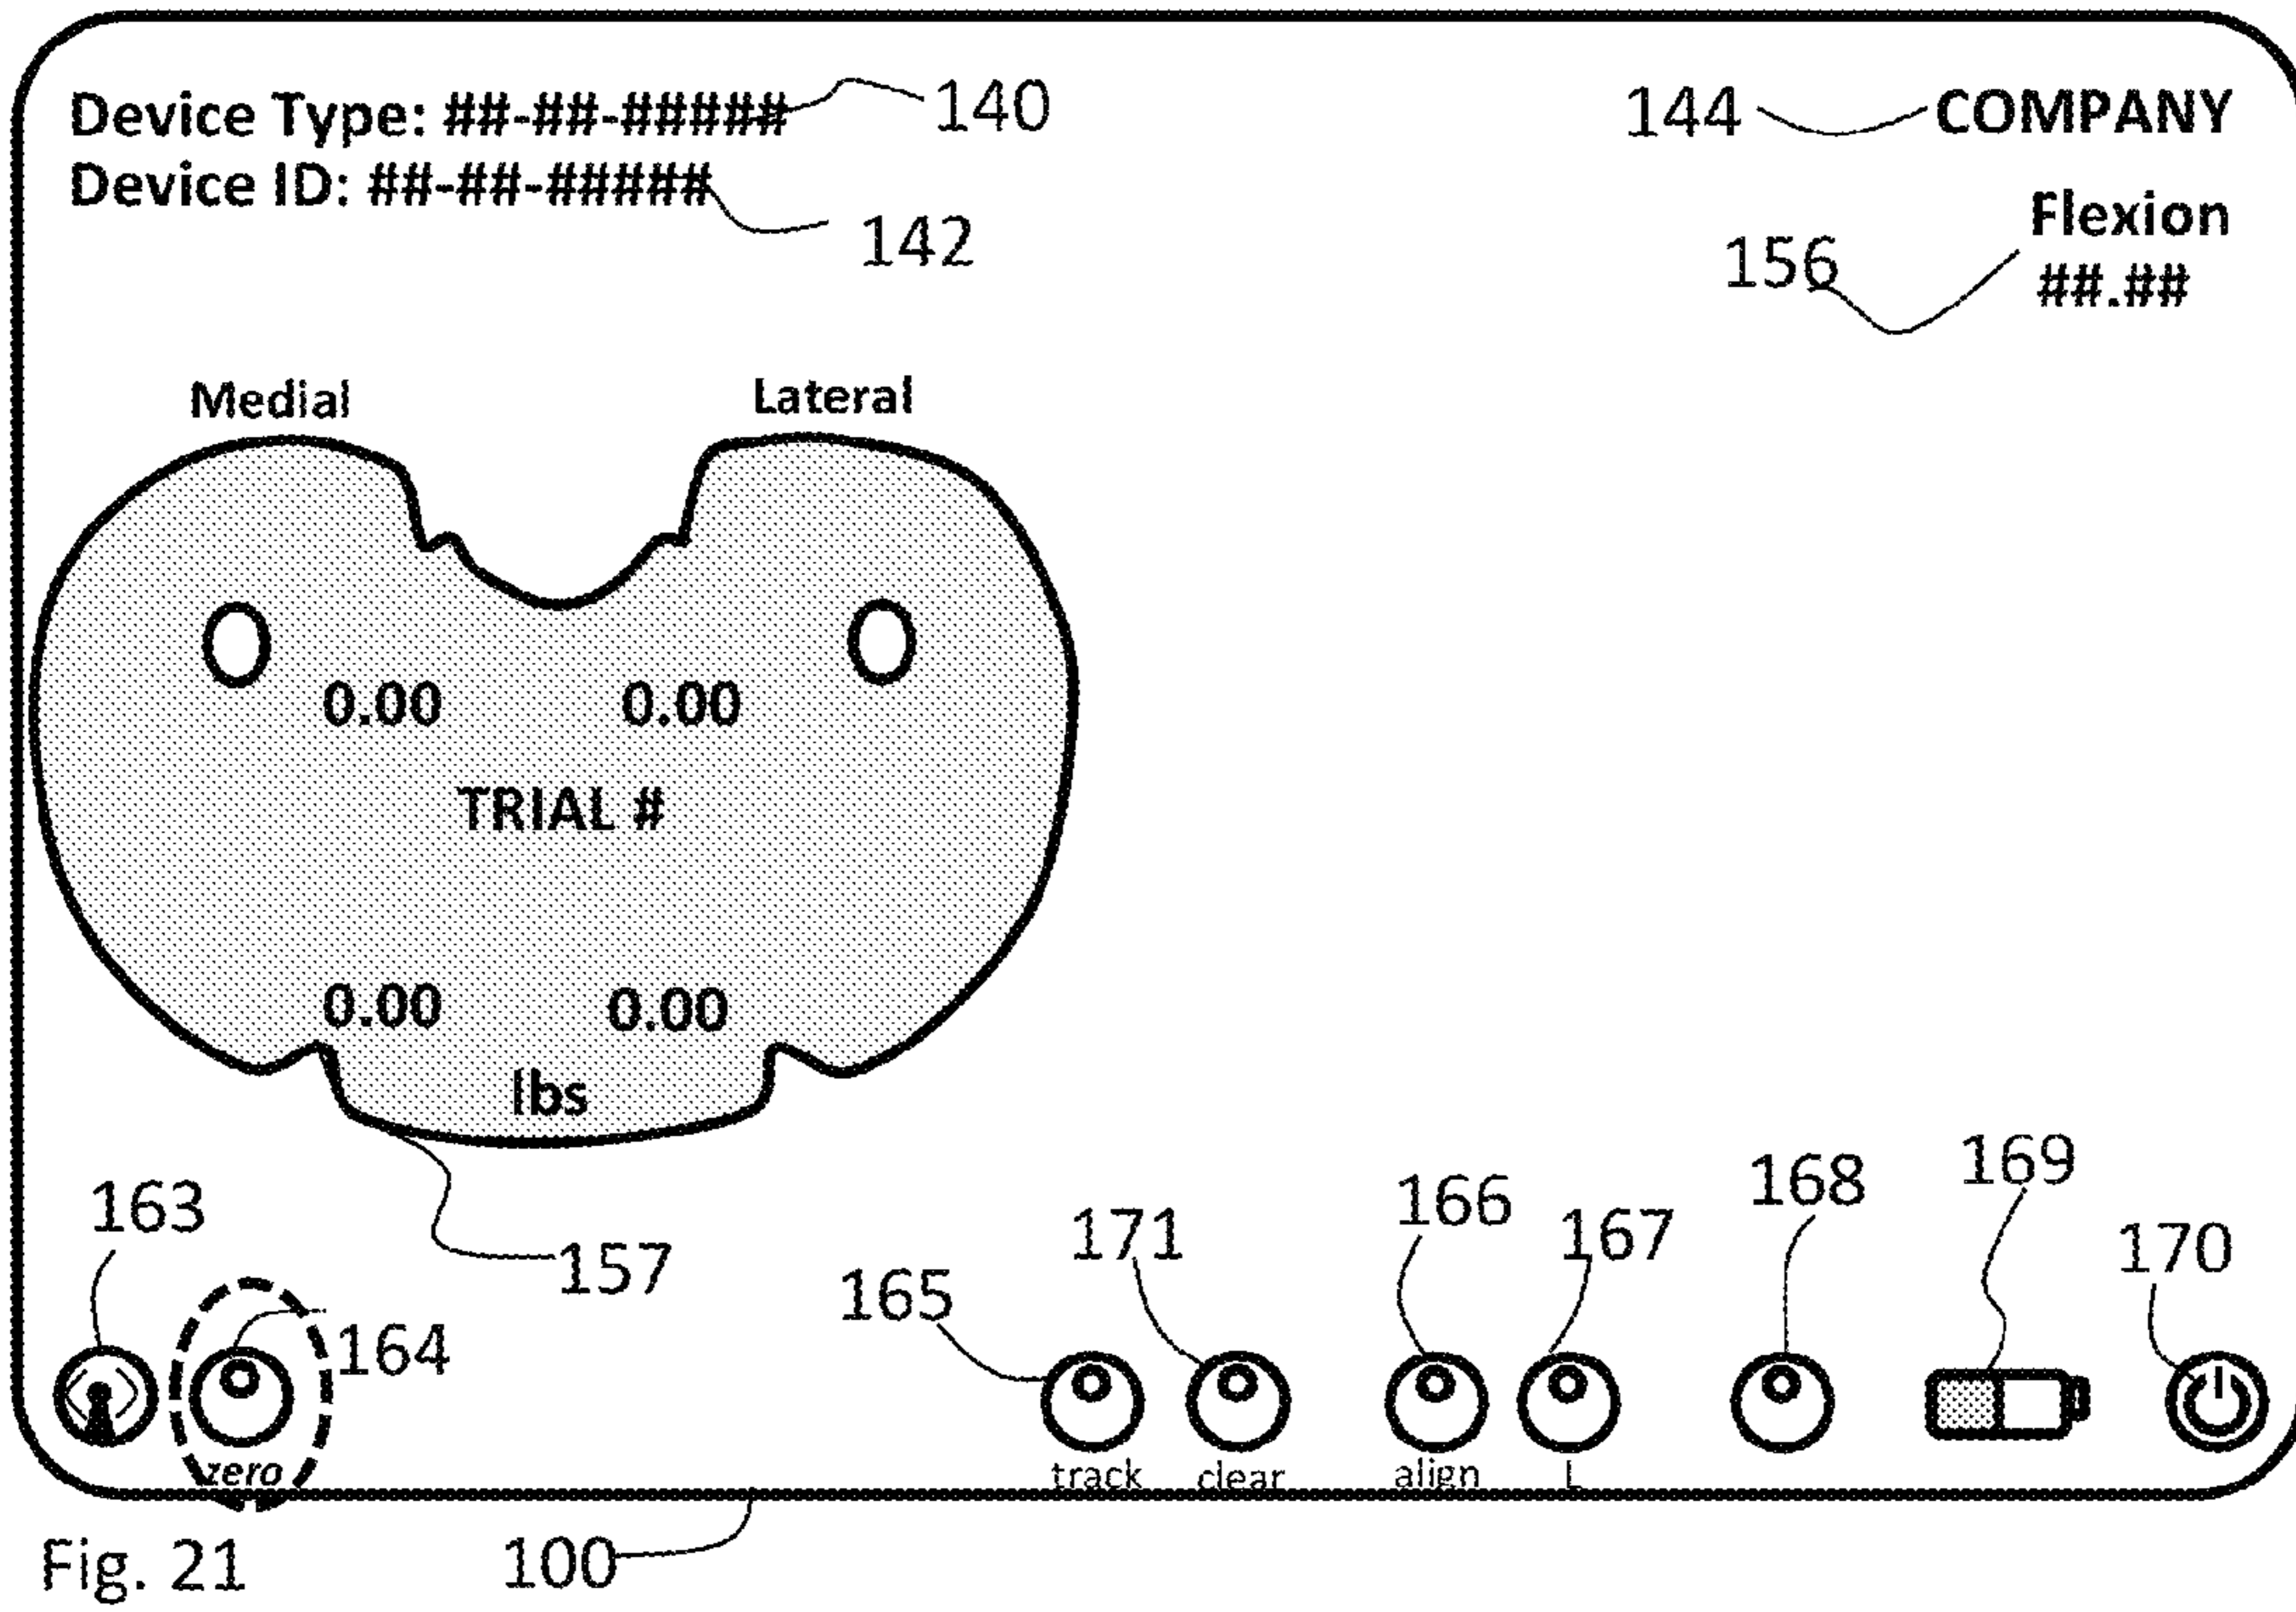 Device Type: ##-##-##### 140
144 COMPANY
Device ID: ##-##-#####
142
Flexion
156 ##.##
Medial Lateral
0.00 0.00
TRIAL #
0.00 0.00
lbs
163
157
164
165
171
166
167
168
169
170
zero
track clear align L
100
Fig. 21